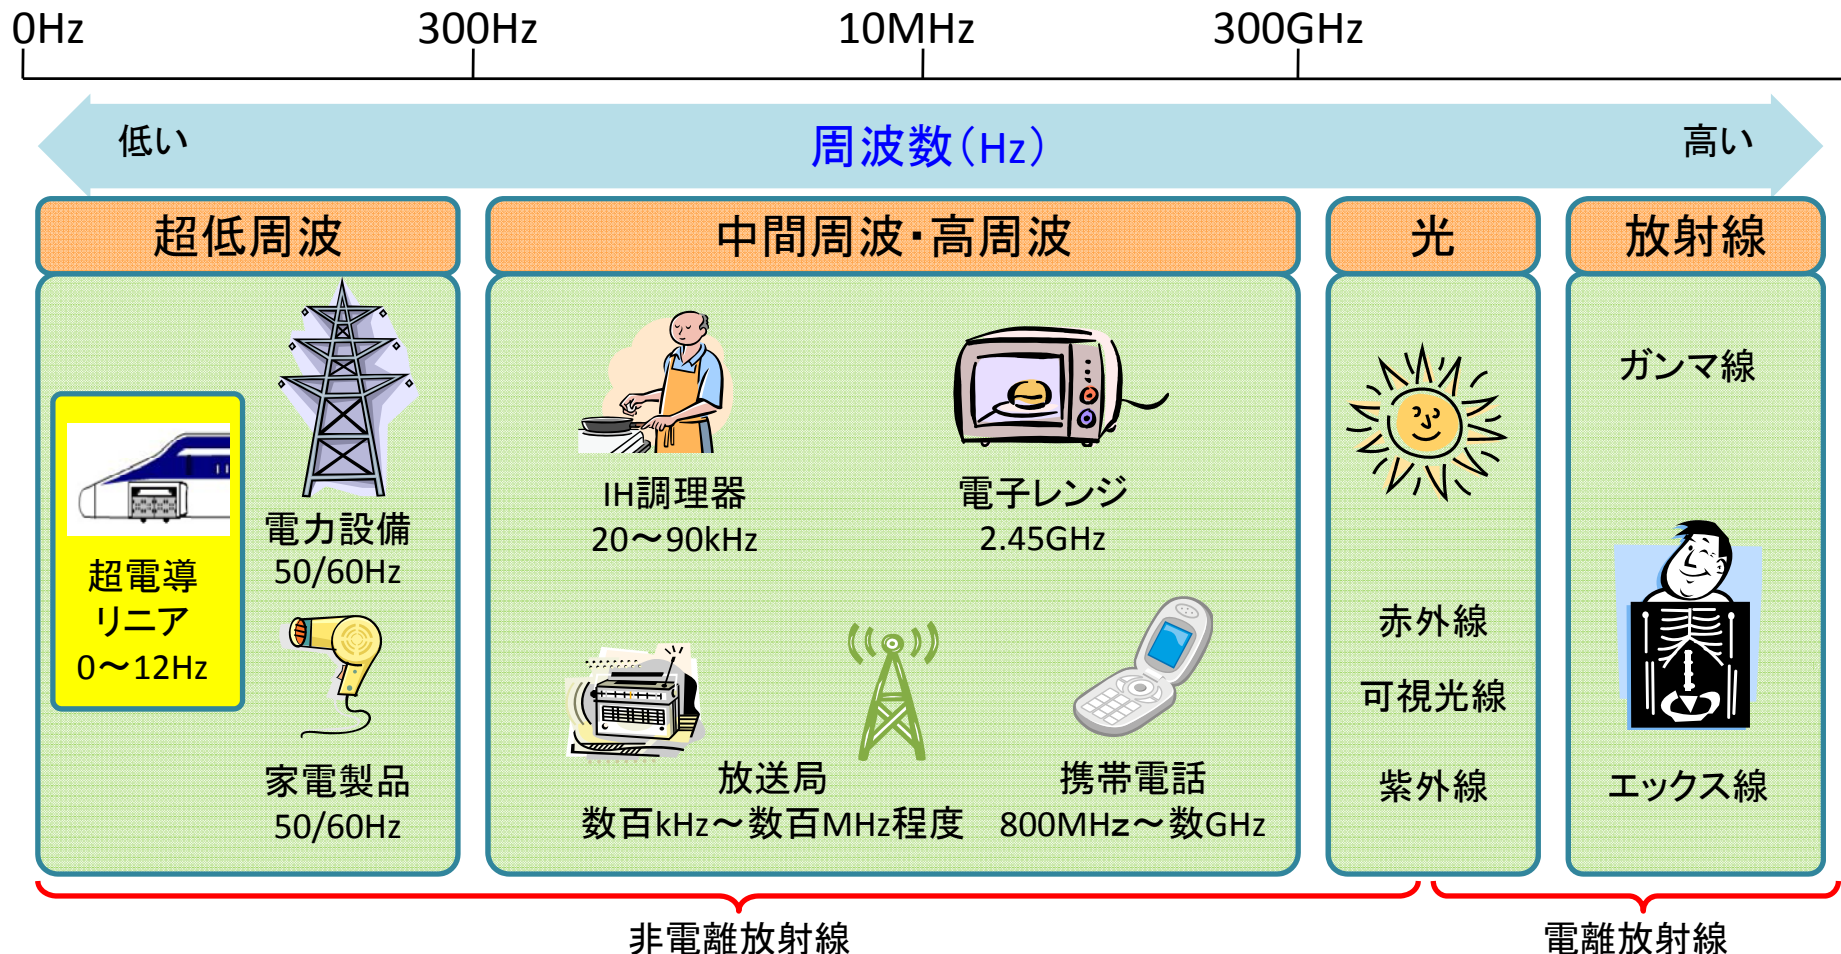 0Hz
300Hz
10MHz
300GHz
低い
周波数（Hz）
高い
超低周波
中間周波・高周波
光
放射線
超電導
リニア
0～12Hz
電力設備
50/60Hz
家電製品
50/60Hz
IH調理器
20～90kHz
電子レンジ
2.45GHz
放送局
数百kHz～数百MHz程度
携帯電話
800MHz～数GHz
赤外線
可視光線
紫外線
ガンマ線
エックス線
非電離放射線
電離放射線